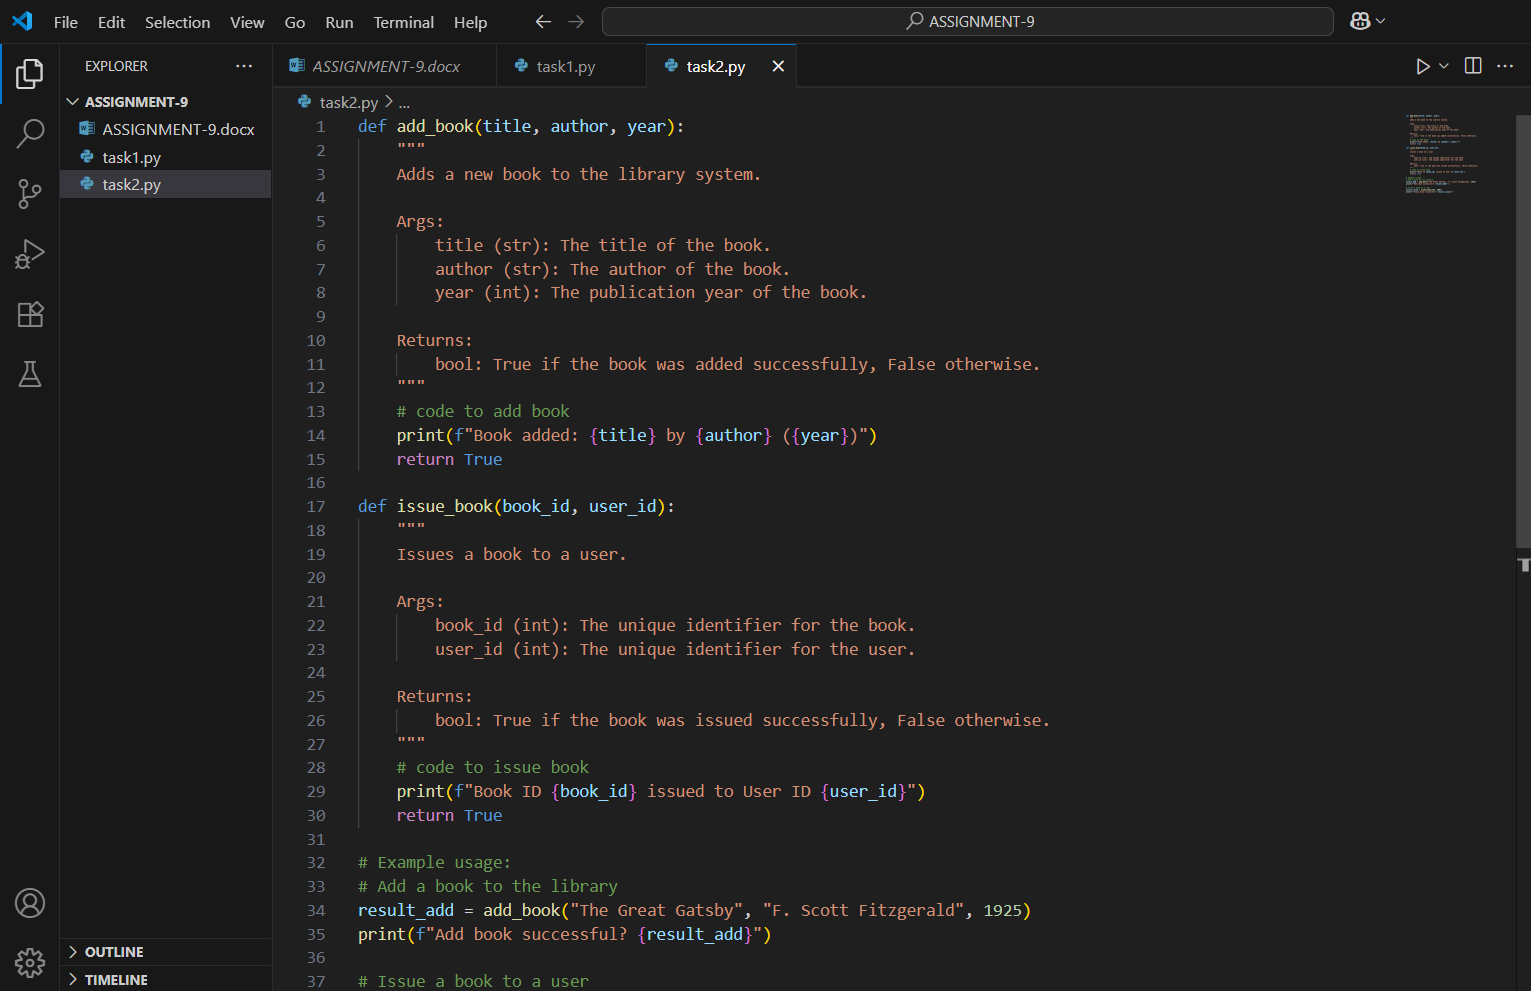 File Edit Selection View Go Run Terminal Help
ASSIGNMENT-9
EXPLORER
ASSIGNMENT-9.docx
task1.py
task2.py
ASSIGNMENT-9
ASSIGNMENT-9.docx
task1.py
task2.py
OUTLINE
TIMELINE
task2.py > ...
1 def add_book(title, author, year):
2     """
3     Adds a new book to the library system.
4
5     Args:
6         title (str): The title of the book.
7         author (str): The author of the book.
8         year (int): The publication year of the book.
9
10     Returns:
11         bool: True if the book was added successfully, False otherwise.
12     """
13     # code to add book
14     print(f"Book added: {title} by {author} ({year})")
15     return True
16
17 def issue_book(book_id, user_id):
18     """
19     Issues a book to a user.
20
21     Args:
22         book_id (int): The unique identifier for the book.
23         user_id (int): The unique identifier for the user.
24
25     Returns:
26         bool: True if the book was issued successfully, False otherwise.
27     """
28     # code to issue book
29     print(f"Book ID {book_id} issued to User ID {user_id}")
30     return True
31
32 # Example usage:
33 # Add a book to the library
34 result_add = add_book("The Great Gatsby", "F. Scott Fitzgerald", 1925)
35 print(f"Add book successful? {result_add}")
36
37 # Issue a book to a user